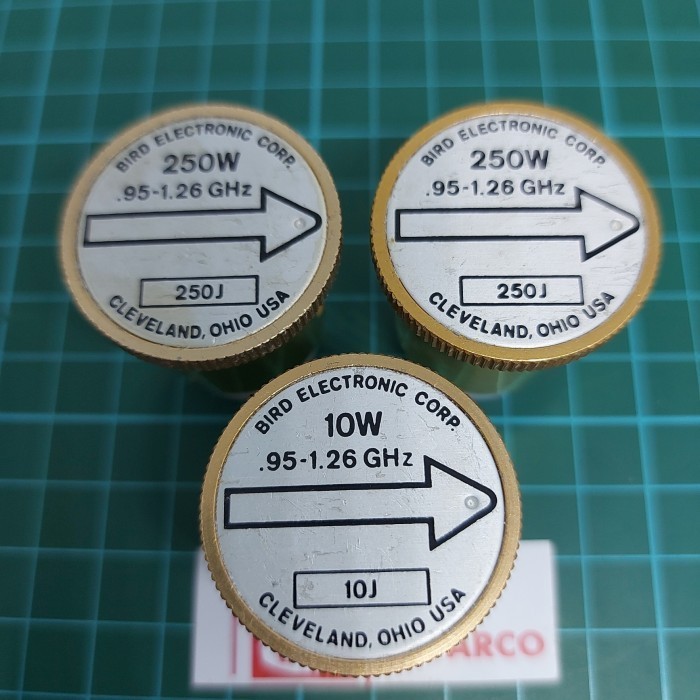 BIRD ELECTRONIC CORP.
250W
.95-1.26 GHz
250J
CLEVELAND, OHIO USA
BIRD ELECTRONIC CORP.
250W
.95-1.26 GHz
250J
CLEVELAND, OHIO USA
BIRD ELECTRONIC CORP.
10W
.95-1.26 GHz
10J
CLEVELAND, OHIO USA
ARCO